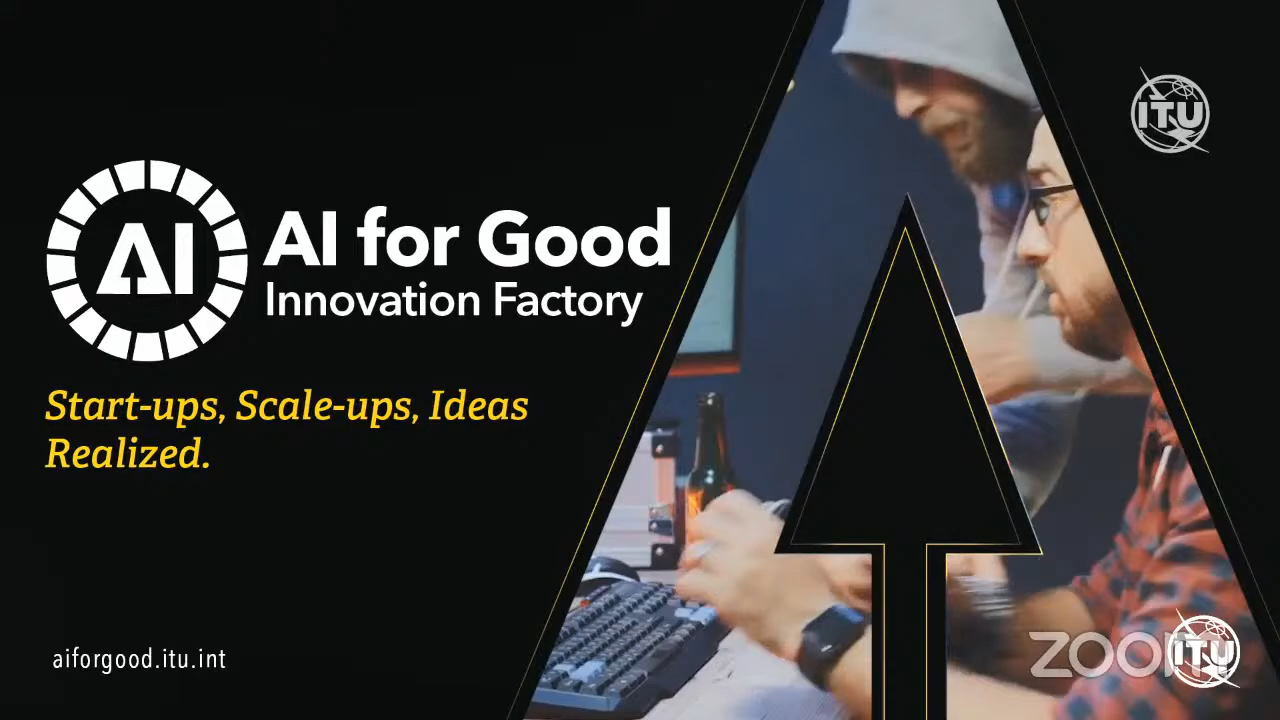 ITU
AI
AI for Good
Innovation Factory
Start-ups, Scale-ups, Ideas
Realized.
aiforgood.itu.int
zoom
ITU